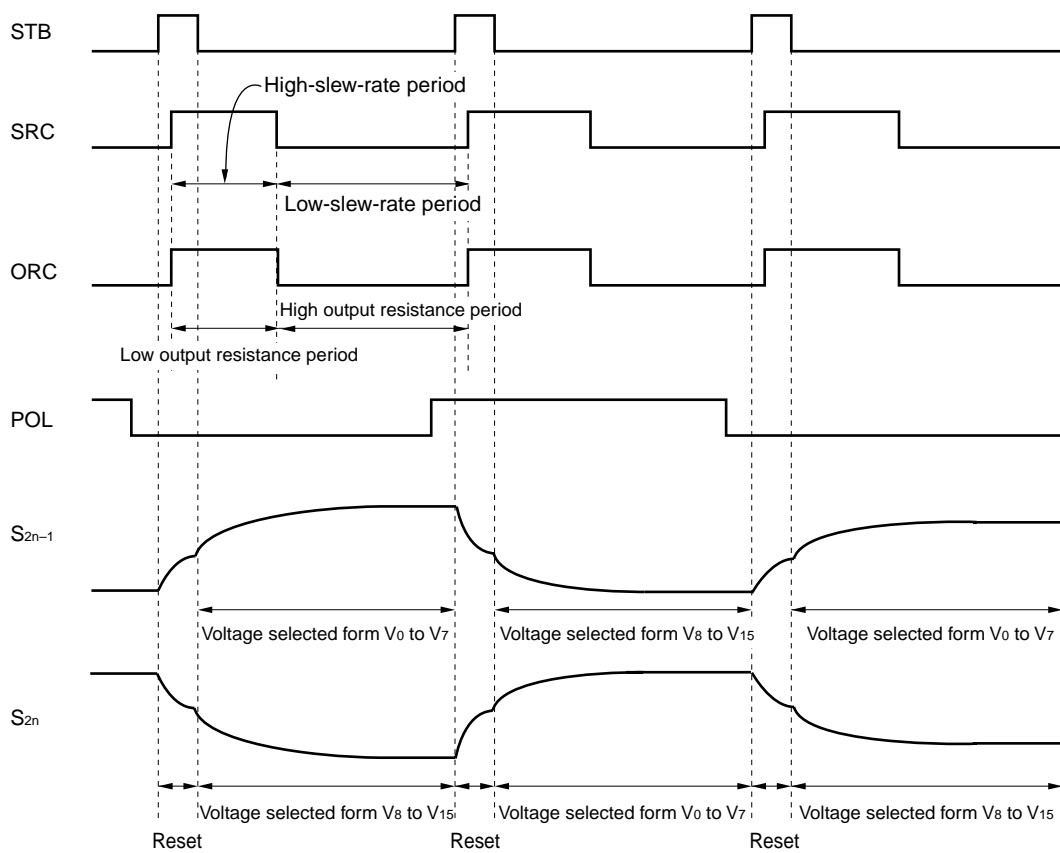 STB
High-slew-rate period
SRC
Low-slew-rate period
ORC
High output resistance period
Low output resistance period
POL
S2n–1
Voltage selected form V0 to V7
Voltage selected form V8 to V15
Voltage selected form V0 to V7
S2n
Voltage selected form V8 to V15
Voltage selected form V0 to V7
Voltage selected form V8 to V15
Reset
Reset
Reset